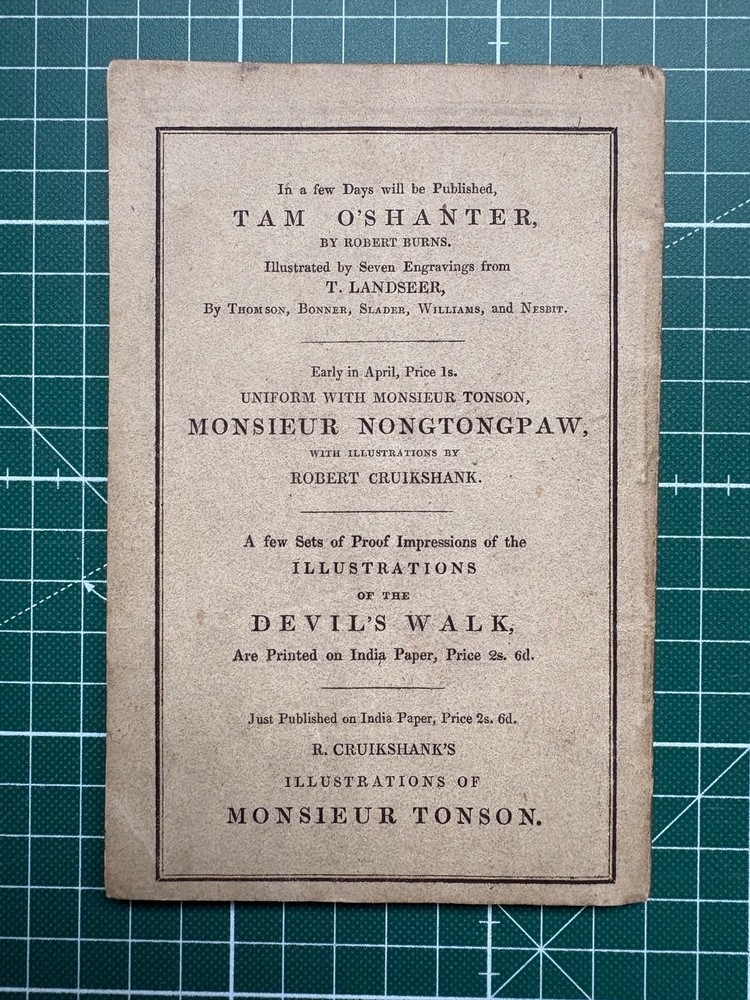 In a few Days will be Published,
TAM O'SHANTER,
BY ROBERT BURNS.
Illustrated by Seven Engravings from
T. LANDSEER,
By THOMSON, BONNER, SLADER, WILLIAMS, and NESBIT.
Early in April, Price 1s.
UNIFORM WITH MONSIEUR TONSON,
MONSIEUR NONGTONGPAW,
WITH ILLUSTRATIONS BY
ROBERT CRUIKSHANK.
A few Sets of Proof Impressions of the
ILLUSTRATIONS
OF THE
DEVIL'S WALK,
Are Printed on India Paper, Price 2s. 6d.
Just Published on India Paper, Price 2s. 6d.
R. CRUIKSHANK'S
ILLUSTRATIONS OF
MONSIEUR TONSON.